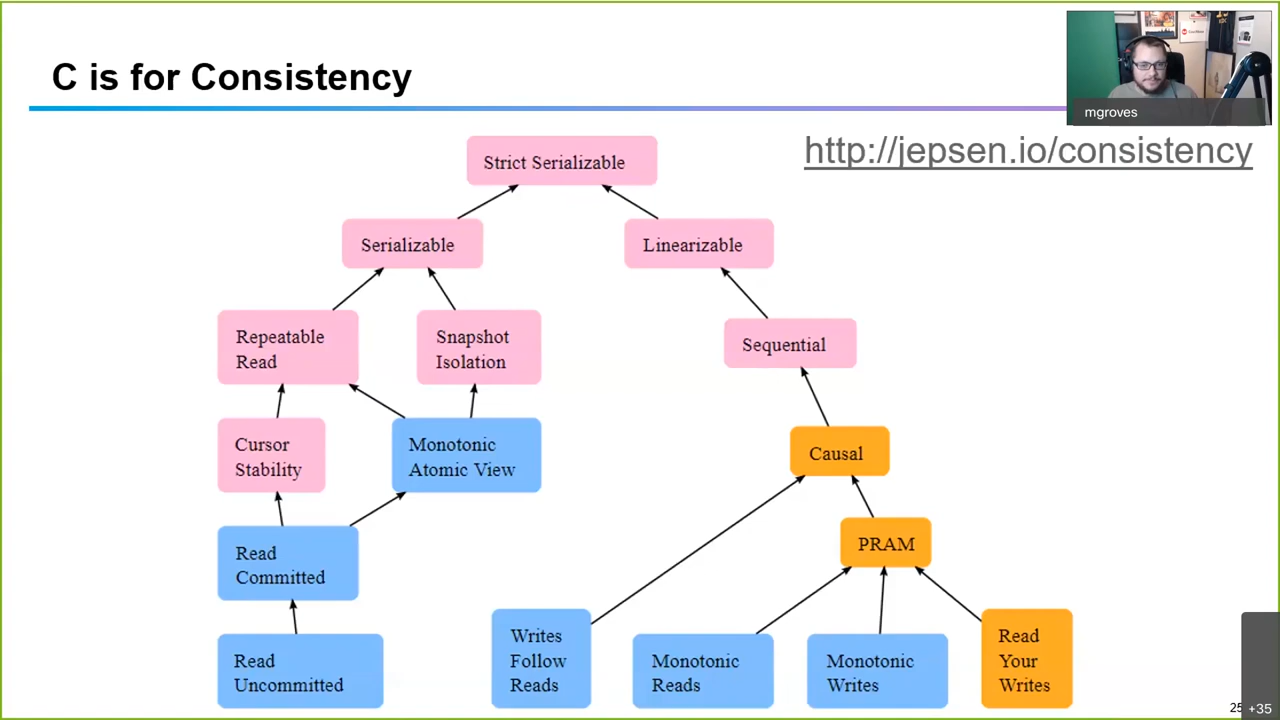 C is for Consistency
mgroves
http://jepsen.io/consistency
Strict Serializable
Serializable
Linearizable
Repeatable
Read
Snapshot
Isolation
Sequential
Cursor
Stability
Monotonic
Atomic View
Causal
Read
Committed
PRAM
Read
Uncommitted
Writes
Follow
Reads
Monotonic
Reads
Monotonic
Writes
Read
Your
Writes
25
+35